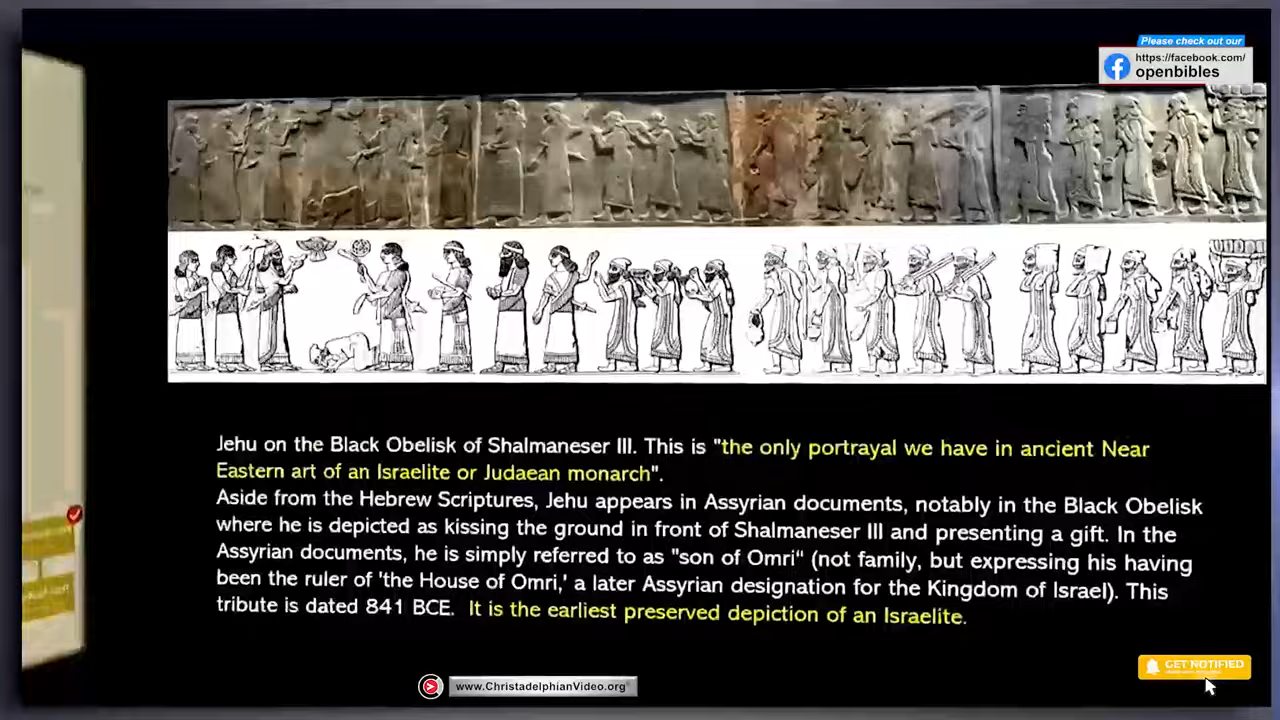 Please check out our
https://facebook.com/
openbibles
Jehu on the Black Obelisk of Shalmaneser III. This is "the only portrayal we have in ancient Near
Eastern art of an Israelite or Judaean monarch".
Aside from the Hebrew Scriptures, Jehu appears in Assyrian documents, notably in the Black Obelisk
where he is depicted as kissing the ground in front of Shalmaneser III and presenting a gift. In the
Assyrian documents, he is simply referred to as "son of Omri" (not family, but expressing his having
been the ruler of 'the House of Omri,' a later Assyrian designation for the Kingdom of Israel). This
tribute is dated 841 BCE. It is the earliest preserved depiction of an Israelite.
GET NOTIFIED
www.ChristadelphianVideo.org